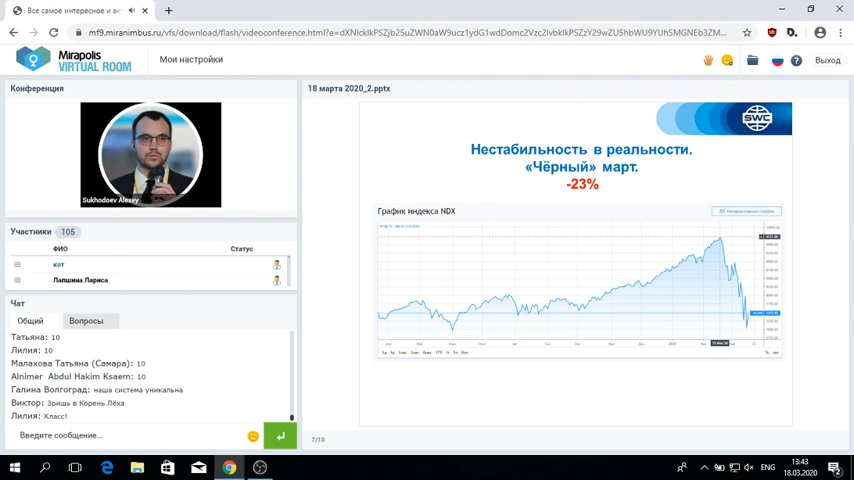 Все самое интересное и ак
mf9.miranimbus.ru/vfs/download/flash/videoconference.html?e=
Mirapolis
VIRTUAL ROOM
Мои настройки
Выход
Конференция
18 марта 2020_2.pptx
Sukhodoev Alexey
SWC
Нестабильность в реальности.
«Чёрный» март.
-23%
График индекса NDX
Интерактивный график
Участники 105
ФИО Статус
кот
Лапшина Лариса
Чат
Общий Вопросы
Татьяна: 10
Лилия: 10
Малахова Татьяна (Самара): 10
Alnimer Abdul Hakim Ksaem: 10
Галина Волгоград: наша система уникальна
Виктор: Зришь в Корень Лёха
Лилия: Класс!
Введите сообщение...
7/10
ENG
13:43
18.03.2020
2